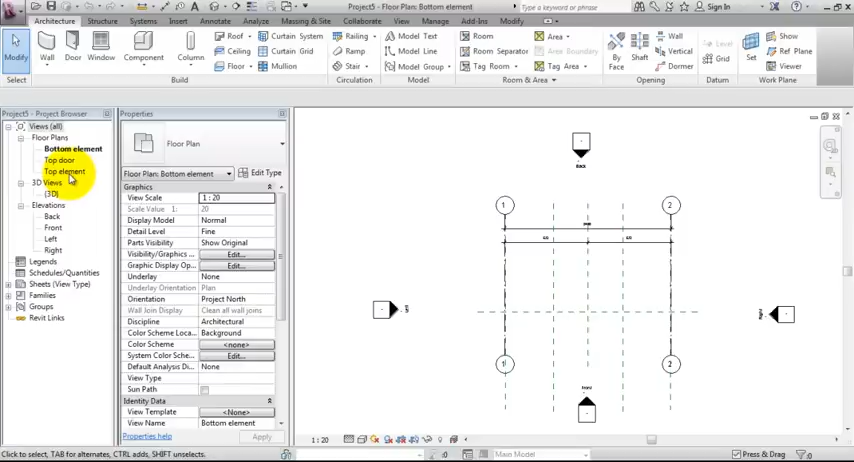 Project5 - Floor Plan: Bottom element
Type a keyword or phrase
Architecture Structure Systems Insert Annotate Analyze Massing & Site Collaborate View Manage Add-Ins Modify
Modify Wall Door Window Component Column
Roof Curtain System
Ceiling Curtain Grid
Floor Mullion
Railing Model Text
Ramp Model Line
Stair Model Group
Room Area
Room Separator Area Boundary
Tag Room Tag Area
By Face Shaft
Wall
Vertical
Dormer
Level
Grid
Set
Show
Ref Plane
Viewer
Select Build Circulation Model Room & Area Opening Datum Work Plane
Project5 - Project Browser
Views (all)
Floor Plans
Bottom element
Top door
Top element
3D Views
{3D}
Elevations
Back
Front
Left
Right
Legends
Schedules/Quantities
Sheets (View Type)
Families
Groups
Revit Links
Properties
Floor Plan
Floor Plan: Bottom element Edit Type
Graphics
View Scale 1 : 20
Scale Value 1: 20
Display Model Normal
Detail Level Fine
Parts Visibility Show Original
Visibility/Graphics ... Edit...
Graphic Display Op... Edit...
Underlay None
Underlay Orientation Plan
Orientation Project North
Wall Join Display Clean all wall joins
Discipline Architectural
Color Scheme Loca... Background
Color Scheme <none>
System Color Sche... Edit...
Default Analysis Di... None
View Type
Sun Path
Identity Data
View Template <None>
View Name Bottom element
Properties help Apply
Back
1 2
EQ EQ
1 2
Front
1 : 20
Click to select, TAB for alternates, CTRL adds, SHIFT unselects. :0 Main Model Press & Drag :0